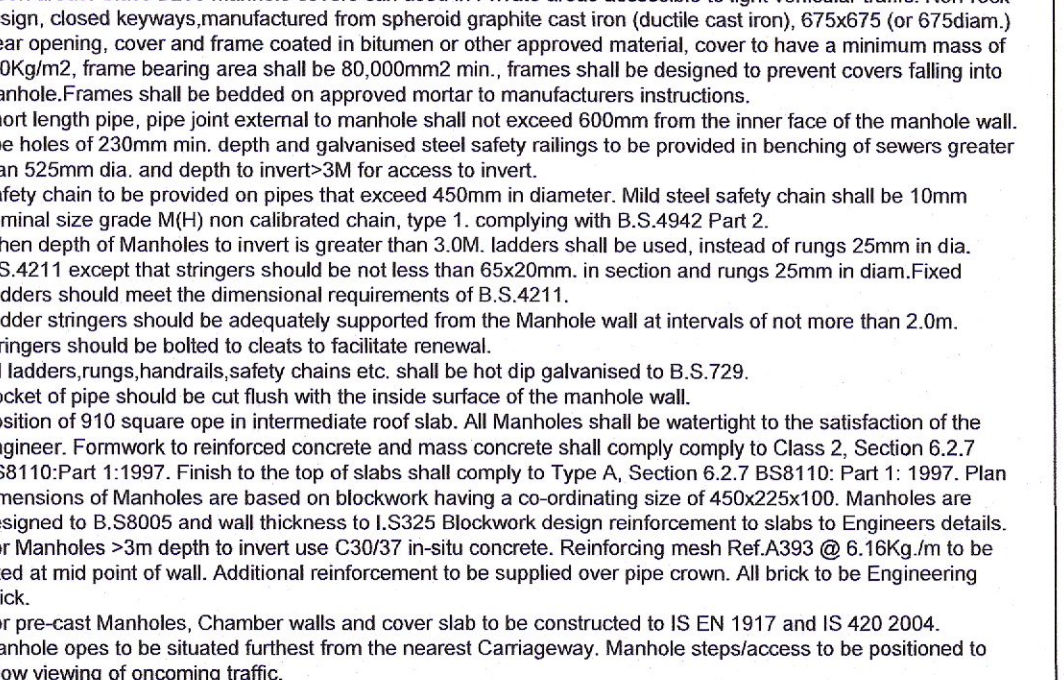 sign, closed keyways,manufactured from spheroid graphite cast iron (ductile cast iron), 675x675 (or 675diam.)
ear opening, cover and frame coated in bitumen or other approved material, cover to have a minimum mass of
0Kg/m2, frame bearing area shall be 80,000mm2 min., frames shall be designed to prevent covers falling into
anhole.Frames shall be bedded on approved mortar to manufacturers instructions.
ort length pipe, pipe joint external to manhole shall not exceed 600mm from the inner face of the manhole wall.
e holes of 230mm min. depth and galvanised steel safety railings to be provided in benching of sewers greater
an 525mm dia. and depth to invert>3M for access to invert.
afety chain to be provided on pipes that exceed 450mm in diameter. Mild steel safety chain shall be 10mm
minal size grade M(H) non calibrated chain, type 1. complying with B.S.4942 Part 2.
hen depth of Manholes to invert is greater than 3.0M. ladders shall be used, instead of rungs 25mm in dia.
S.4211 except that stringers should be not less than 65x20mm. in section and rungs 25mm in diam.Fixed
dders should meet the dimensional requirements of B.S.4211.
dder stringers should be adequately supported from the Manhole wall at intervals of not more than 2.0m.
ringers should be bolted to cleats to facilitate renewal.
l ladders,rungs,handrails,safety chains etc. shall be hot dip galvanised to B.S.729.
ocket of pipe should be cut flush with the inside surface of the manhole wall.
osition of 910 square ope in intermediate roof slab. All Manholes shall be watertight to the satisfaction of the
ngineer. Formwork to reinforced concrete and mass concrete shall comply comply to Class 2, Section 6.2.7
S8110:Part 1:1997. Finish to the top of slabs shall comply to Type A, Section 6.2.7 BS8110: Part 1: 1997. Plan
mensions of Manholes are based on blockwork having a co-ordinating size of 450x225x100. Manholes are
esigned to B.S8005 and wall thickness to I.S325 Blockwork design reinforcement to slabs to Engineers details.
or Manholes >3m depth to invert use C30/37 in-situ concrete. Reinforcing mesh Ref.A393 @ 6.16Kg./m to be
ed at mid point of wall. Additional reinforcement to be supplied over pipe crown. All brick to be Engineering
ick.
or pre-cast Manholes, Chamber walls and cover slab to be constructed to IS EN 1917 and IS 420 2004.
anhole opes to be situated furthest from the nearest Carriageway. Manhole steps/access to be positioned to
ow viewing of oncoming traffic.